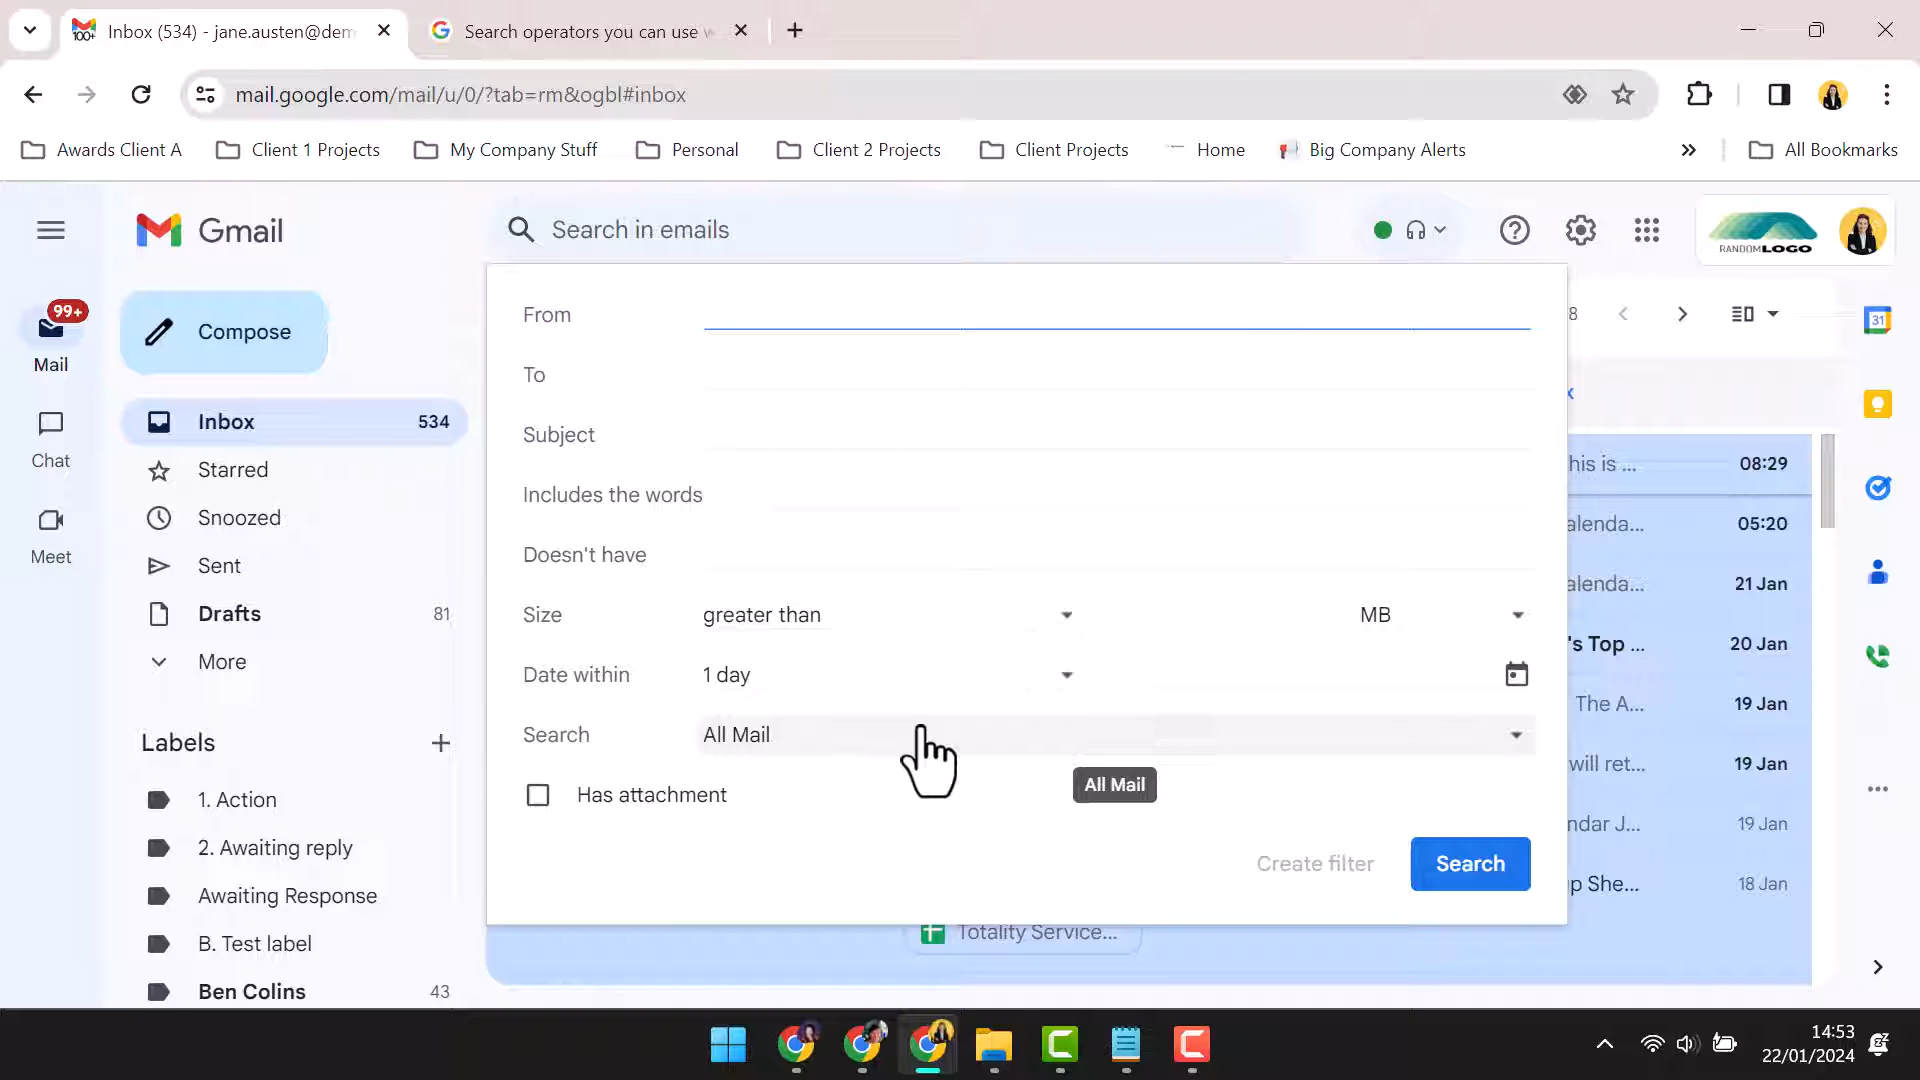 Inbox (534) - jane.austen@dem
Search operators you can use w
mail.google.com/mail/u/0/?tab=rm&ogbl#inbox
Awards Client A
Client 1 Projects
My Company Stuff
Personal
Client 2 Projects
Client Projects
Home
Big Company Alerts
All Bookmarks
Gmail
Search in emails
RANDOMLOGO
99+
Mail
Chat
Meet
Compose
Inbox 534
Starred
Snoozed
Sent
Drafts 81
More
Labels
1. Action
2. Awaiting reply
Awaiting Response
B. Test label
Ben Colins 43
From
To
Subject
Includes the words
Doesn't have
Size greater than MB
Date within 1 day
Search All Mail
All Mail
Has attachment
Create filter Search
Totality Service...
8
his is ... 08:29
alenda... 05:20
alenda... 21 Jan
's Top ... 20 Jan
The A... 19 Jan
will ret... 19 Jan
ndar J... 19 Jan
p She... 18 Jan
31
14:53
22/01/2024